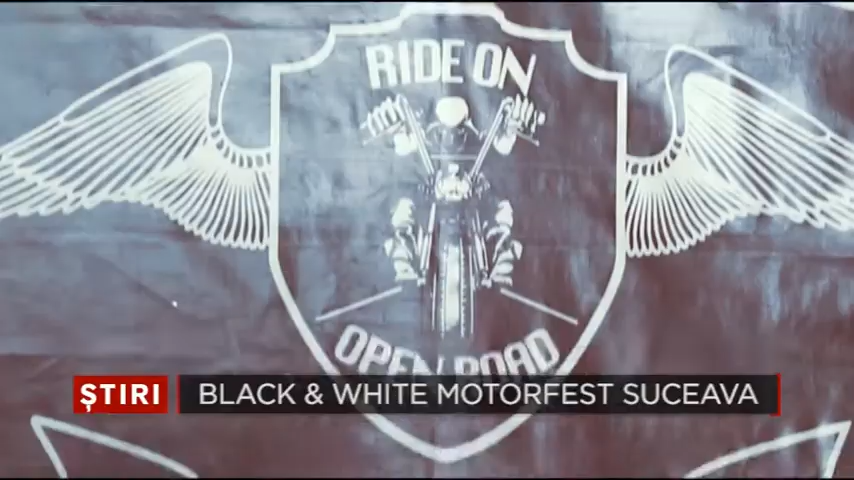 RIDE ON
OPEN ROAD
ȘTIRI
BLACK & WHITE MOTORFEST SUCEAVA